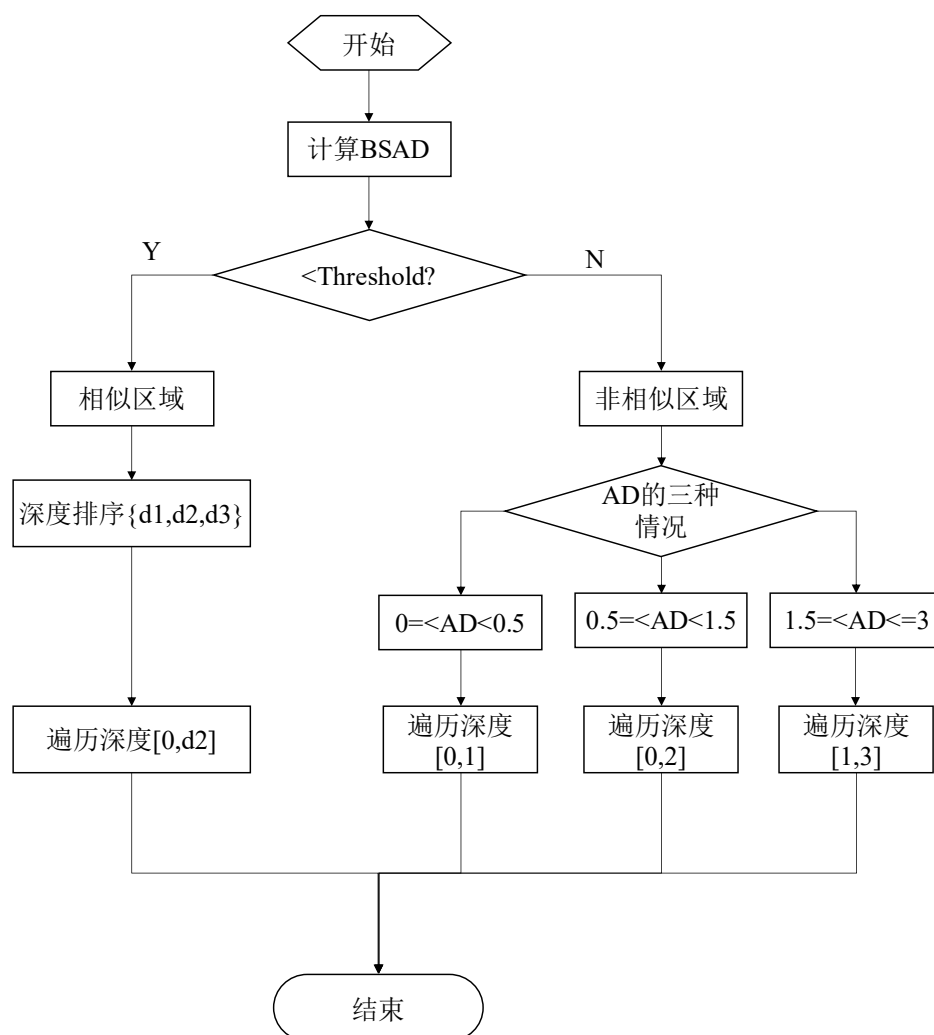 开始
计算BSAD
Y
<Threshold?
N
相似区域
非相似区域
深度排序{d1,d2,d3}
AD的三种
情况
0=<AD<0.5
0.5=<AD<1.5
1.5=<AD<=3
遍历深度[0,d2]
遍历深度
[0,1]
遍历深度
[0,2]
遍历深度
[1,3]
结束